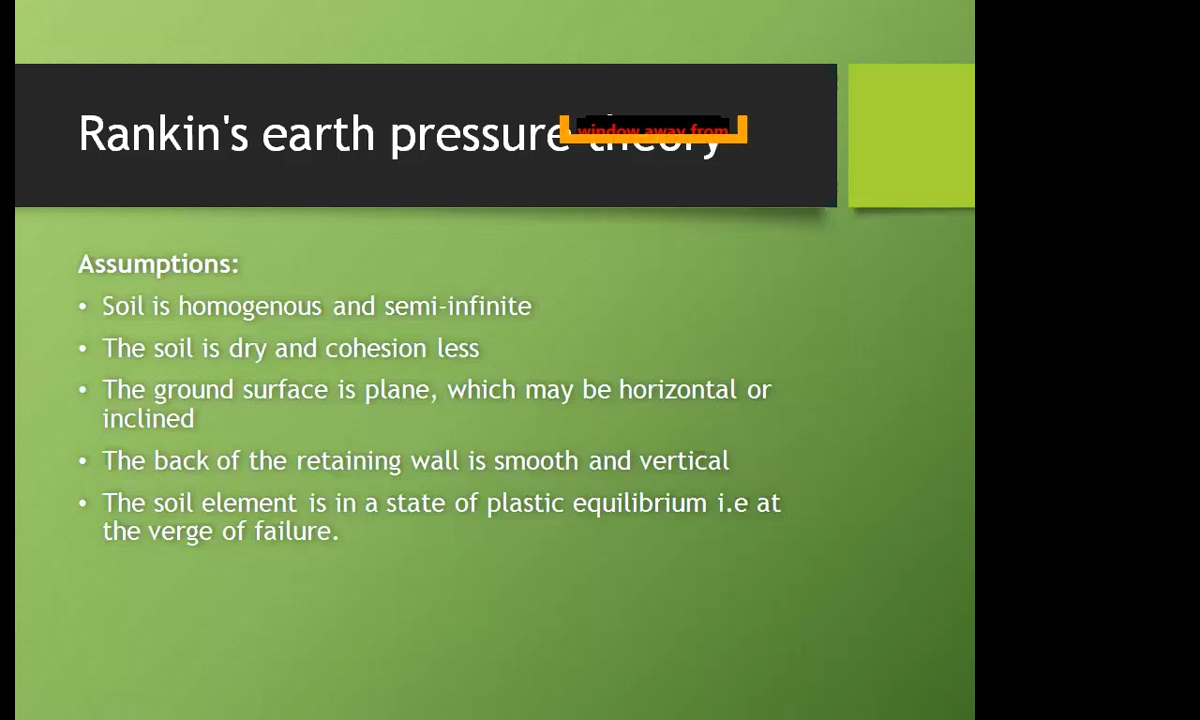 Rankin's earth pressure theory
window away from
Assumptions:
• Soil is homogenous and semi-infinite
• The soil is dry and cohesion less
• The ground surface is plane, which may be horizontal or
inclined
• The back of the retaining wall is smooth and vertical
• The soil element is in a state of plastic equilibrium i.e at
the verge of failure.